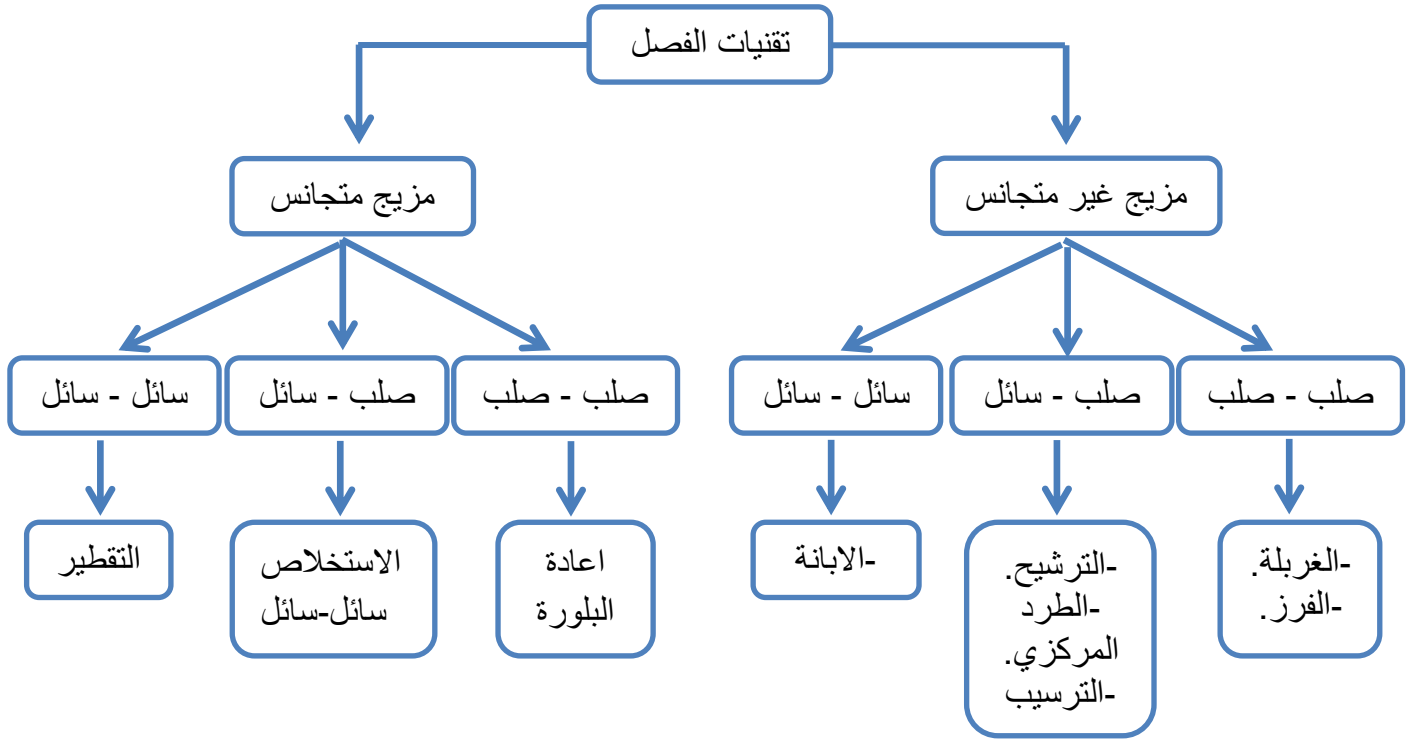 تقنيات الفصل
مزيج غير متجانس
مزيج متجانس
صلب - صلب
صلب - سائل
سائل - سائل
صلب - صلب
صلب - سائل
سائل - سائل
-الغربلة.
-الفرز.
-الترشيح.
-الطرد
المركزي.
-الترسيب
-الابانة
اعادة
البلورة
الاستخلاص
سائل-سائل
التقطير